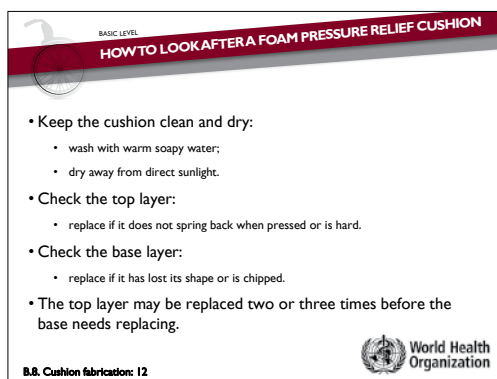 BASIC LEVEL
HOW TO LOOK AFTER A FOAM PRESSURE RELIEF CUSHION
• Keep the cushion clean and dry:
• wash with warm soapy water;
• dry away from direct sunlight.
• Check the top layer:
• replace if it does not spring back when pressed or is hard.
• Check the base layer:
• replace if it has lost its shape or is chipped.
• The top layer may be replaced two or three times before the
base needs replacing.
World Health
Organization
B.8. Cushion fabrication: 12